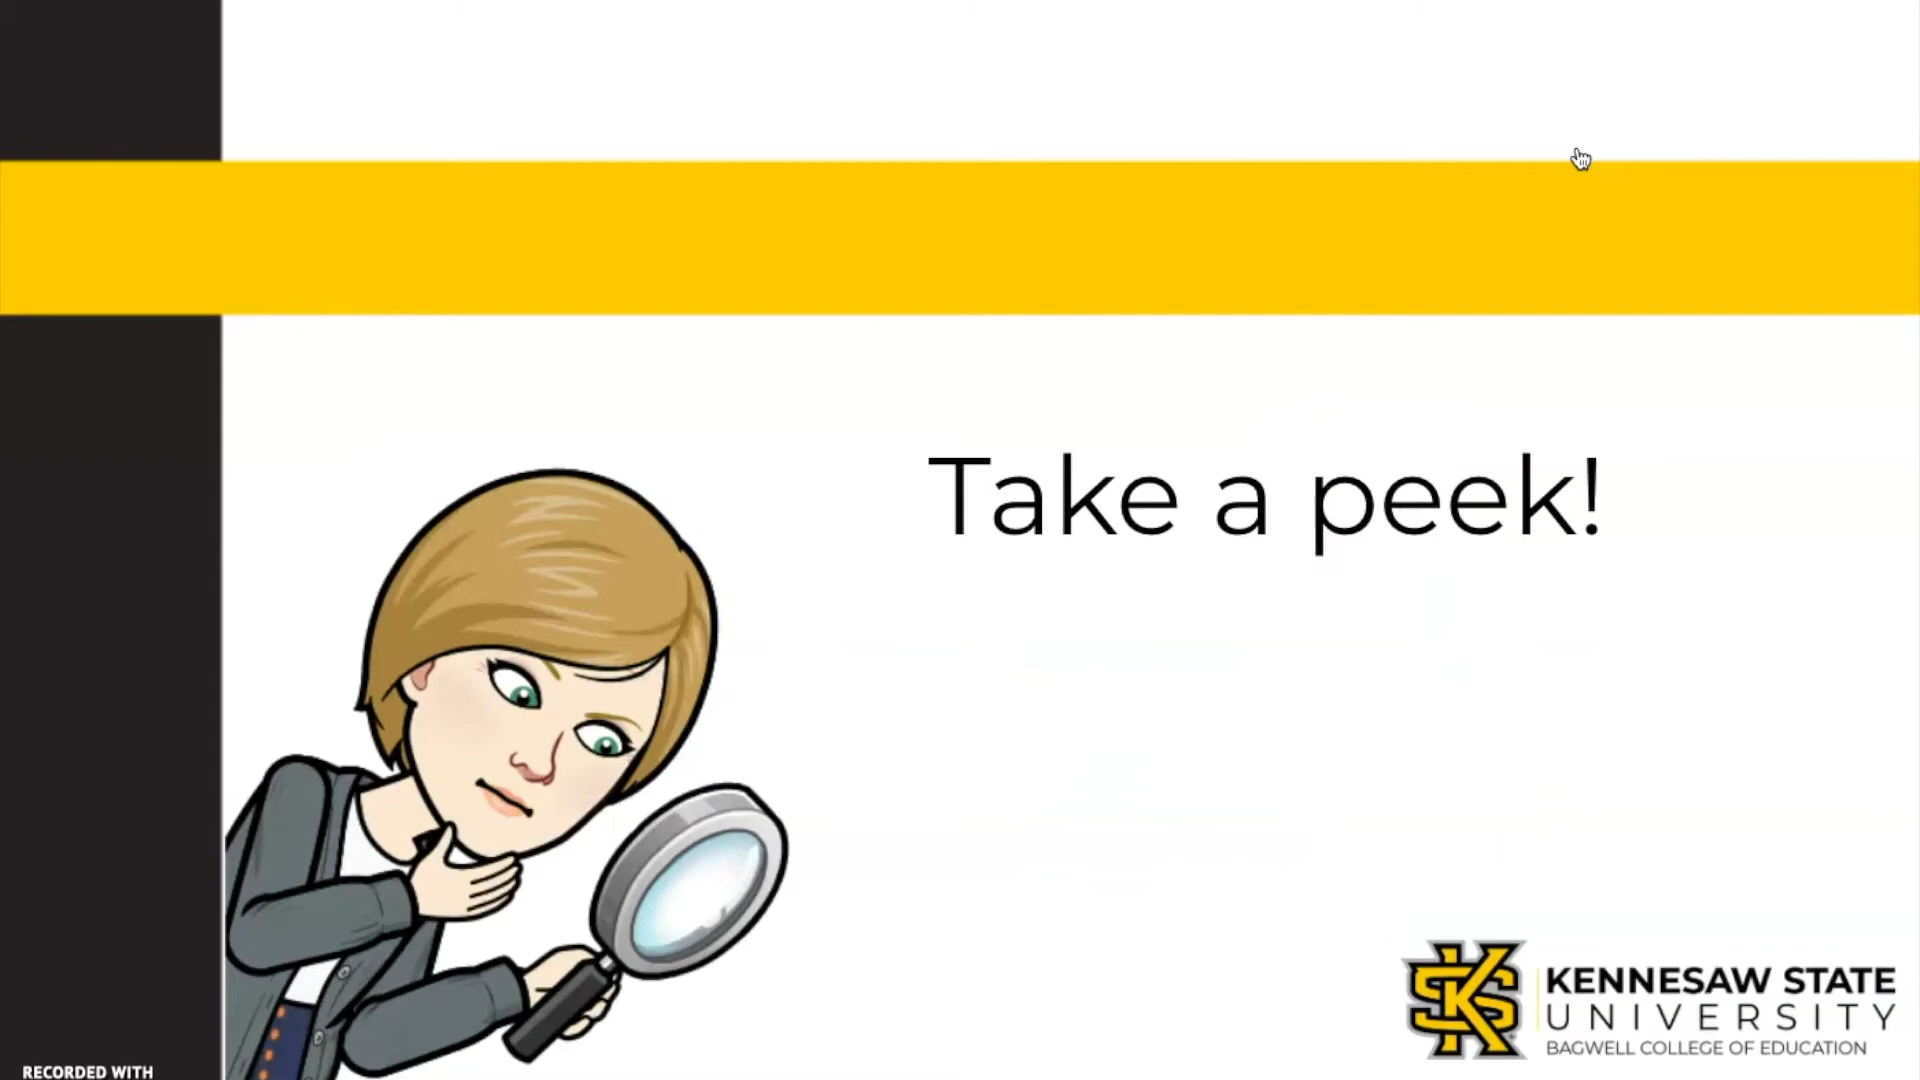 Take a peek!
KENNESAW STATE
UNIVERSITY
BAGWELL COLLEGE OF EDUCATION
RECORDED WITH